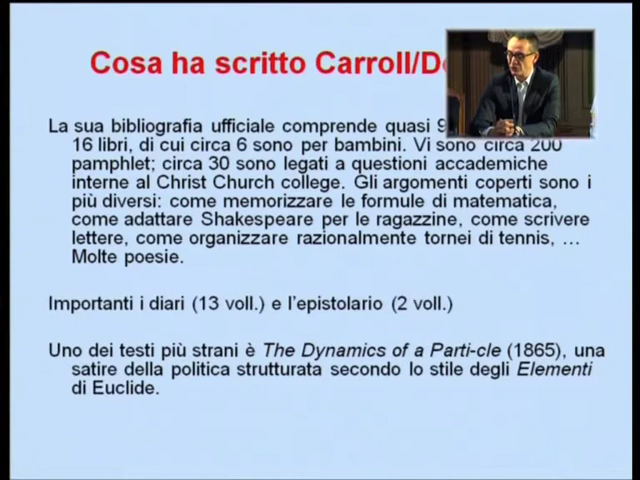 Cosa ha scritto Carroll/D
La sua bibliografia ufficiale comprende quasi 9
16 libri, di cui circa 6 sono per bambini. Vi sono circa 200
pamphlet; circa 30 sono legati a questioni accademiche
interne al Christ Church college. Gli argomenti coperti sono i
più diversi: come memorizzare le formule di matematica,
come adattare Shakespeare per le ragazzine, come scrivere
lettere, come organizzare razionalmente tornei di tennis, …
Molte poesie.
Importanti i diari (13 voll.) e l'epistolario (2 voll.)
Uno dei testi più strani è The Dynamics of a Parti-cle (1865), una
satire della politica strutturata secondo lo stile degli Elementi
di Euclide.